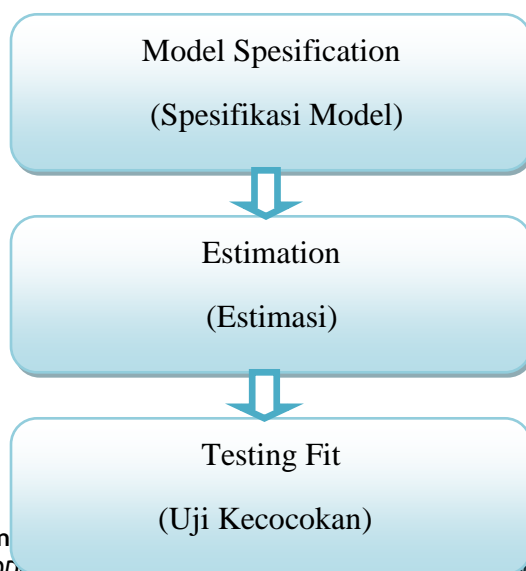 Model Spesification
(Spesifikasi Model)
Estimation
(Estimasi)
Testing Fit
(Uji Kecocokan)